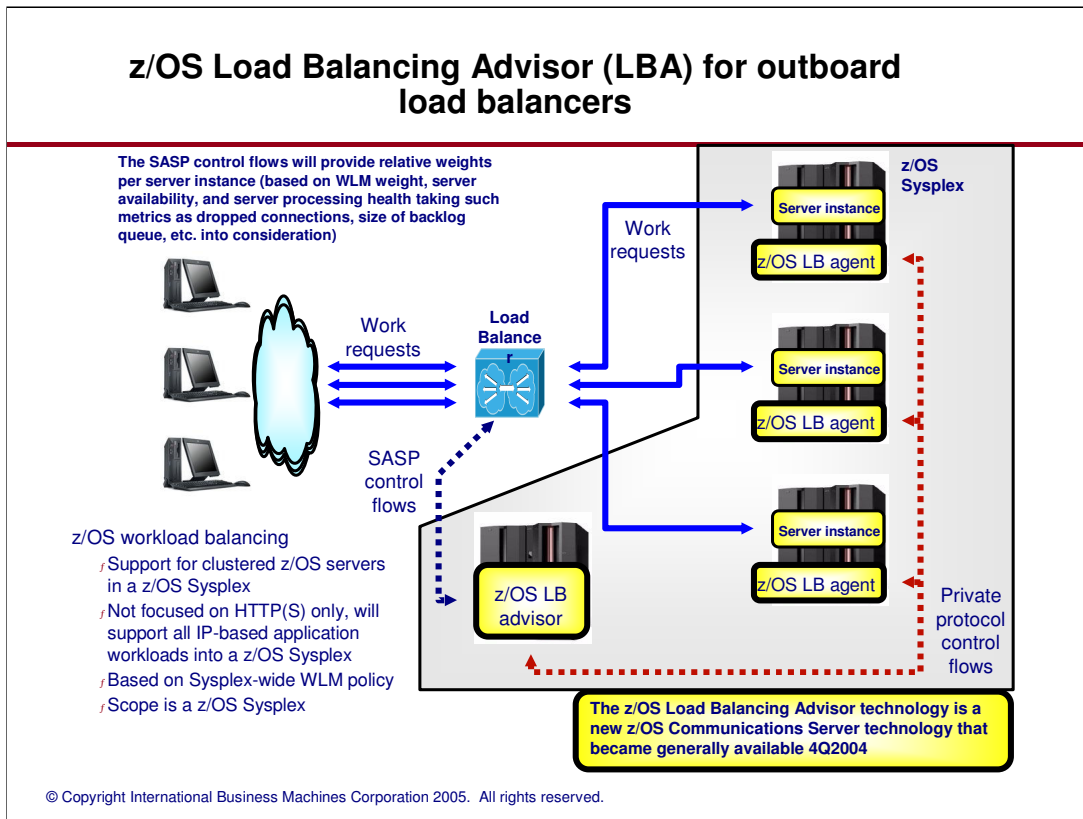 z/OS Load Balancing Advisor (LBA) for outboard
load balancers
The SASP control flows will provide relative weights
per server instance (based on WLM weight, server
availability, and server processing health taking such
metrics as dropped connections, size of backlog
queue, etc. into consideration)
z/OS
Sysplex
Server instance
z/OS LB agent
Work
requests
Load
Balance
r
Work
requests
Server instance
z/OS LB agent
SASP
control
flows
Server instance
z/OS LB agent
z/OS LB
advisor
Private
protocol
control
flows
z/OS workload balancing
ƒSupport for clustered z/OS servers
in a z/OS Sysplex
ƒNot focused on HTTP(S) only, will
support all IP-based application
workloads into a z/OS Sysplex
ƒBased on Sysplex-wide WLM policy
ƒScope is a z/OS Sysplex
The z/OS Load Balancing Advisor technology is a
new z/OS Communications Server technology that
became generally available 4Q2004
© Copyright International Business Machines Corporation 2005. All rights reserved.